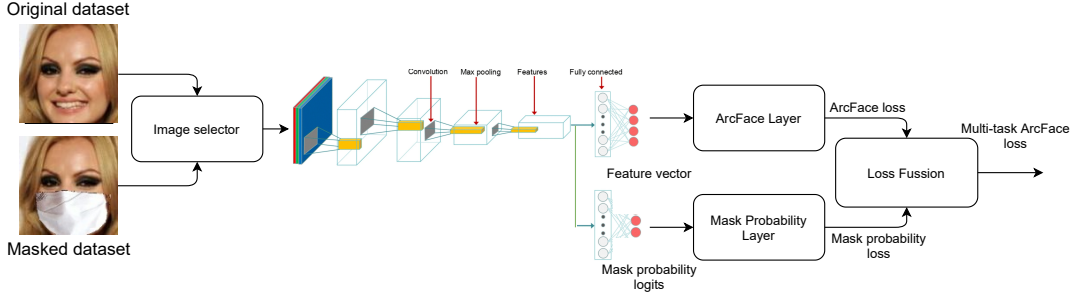 Original dataset
Masked dataset
Image selector
Convolution
Max pooling
Features
Fully connected
Feature vector
Mask probability
logits
ArcFace Layer
Mask Probability
Layer
ArcFace loss
Mask probability
loss
Loss Fussion
Multi-task ArcFace
loss